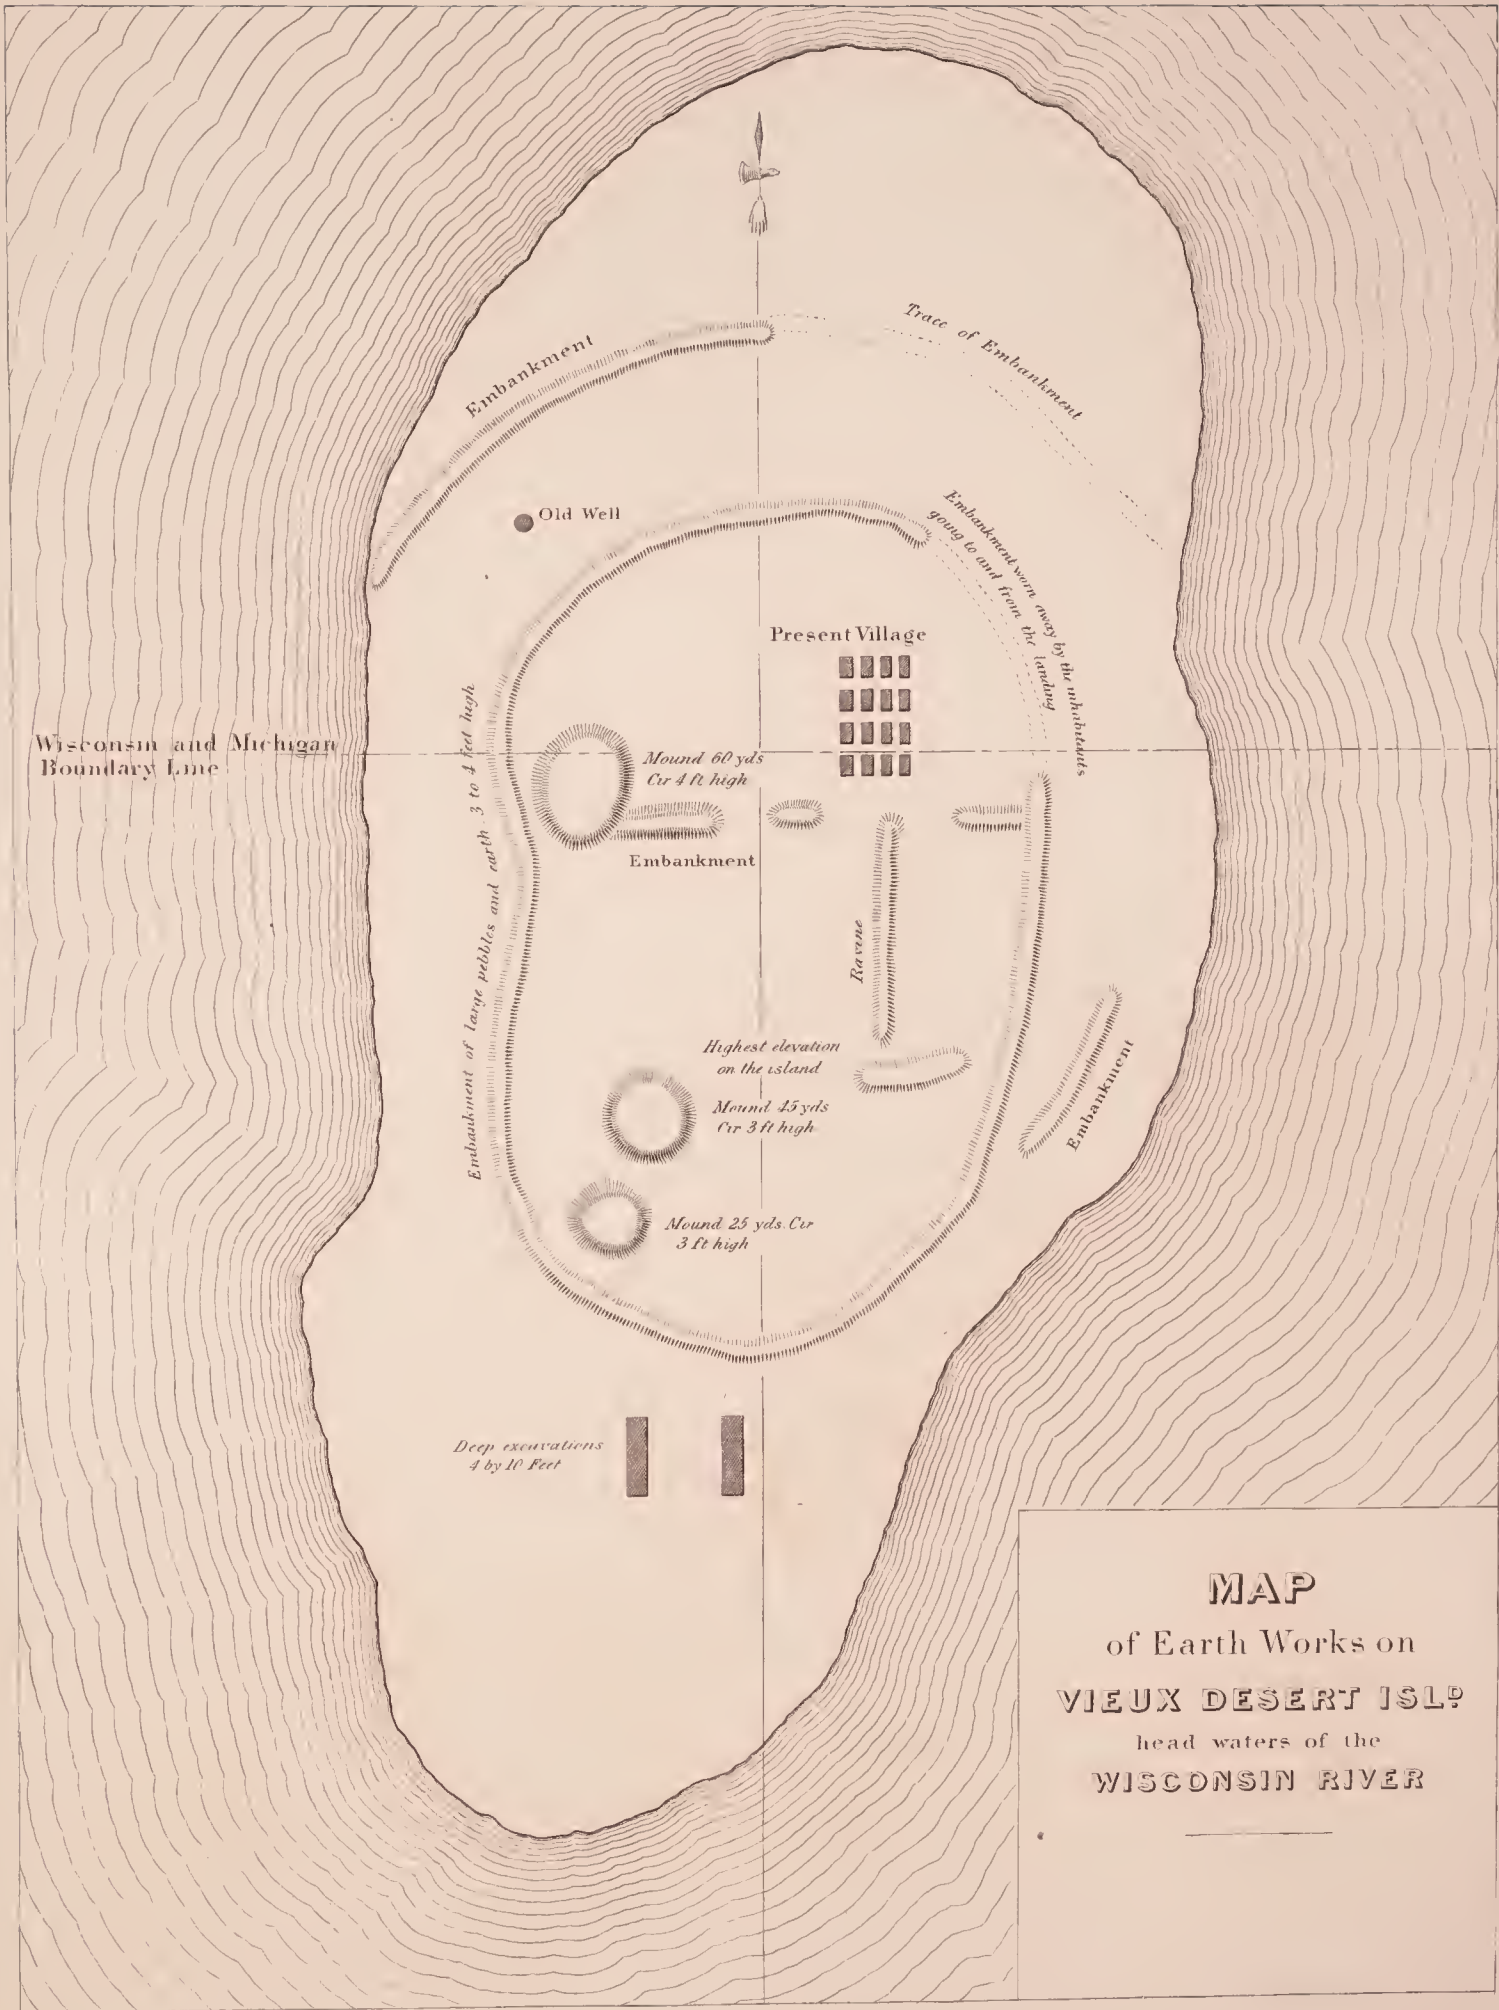 Trace of Embankment
Embankment
Old Well
Embankment worn away by the inhabitants
going to and from the landing
Present Village
Wisconsin and Michigan
Boundary Line
Embankment of large pebbles and earth 3 to 4 feet high
Mound 60 yds
Cir 4 ft high
Embankment
Ravine
Highest elevation
on the island
Mound 45 yds
Cir 3 ft high
Embankment
Mound 25 yds. Cir
3 ft high
Deep excavations
4 by 10 Feet
MAP
of Earth Works on
VIEUX DESERT ISLD
head waters of the
WISCONSIN RIVER